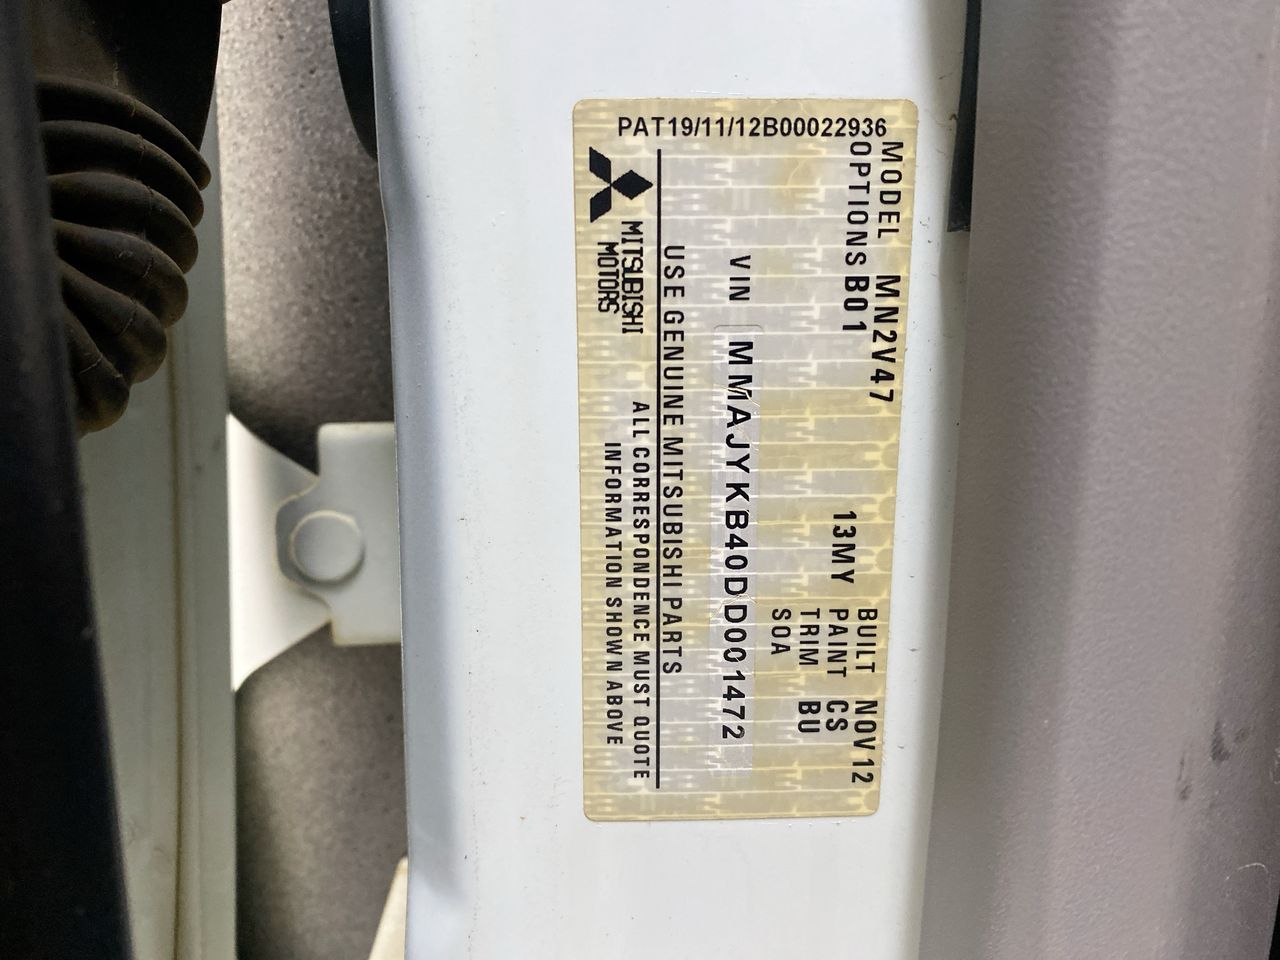 PAT19/11/12B00022936
MODEL MN2V47
OPTIONS B01
13MY
BUILT NOV12
PAINT CS
TRIM BU
SOA
VIN MMAJYKB40DD001472
USE GENUINE MITSUBISHI PARTS
MITSUBISHI
MOTORS
ALL CORRESPONDENCE MUST QUOTE
INFORMATION SHOWN ABOVE